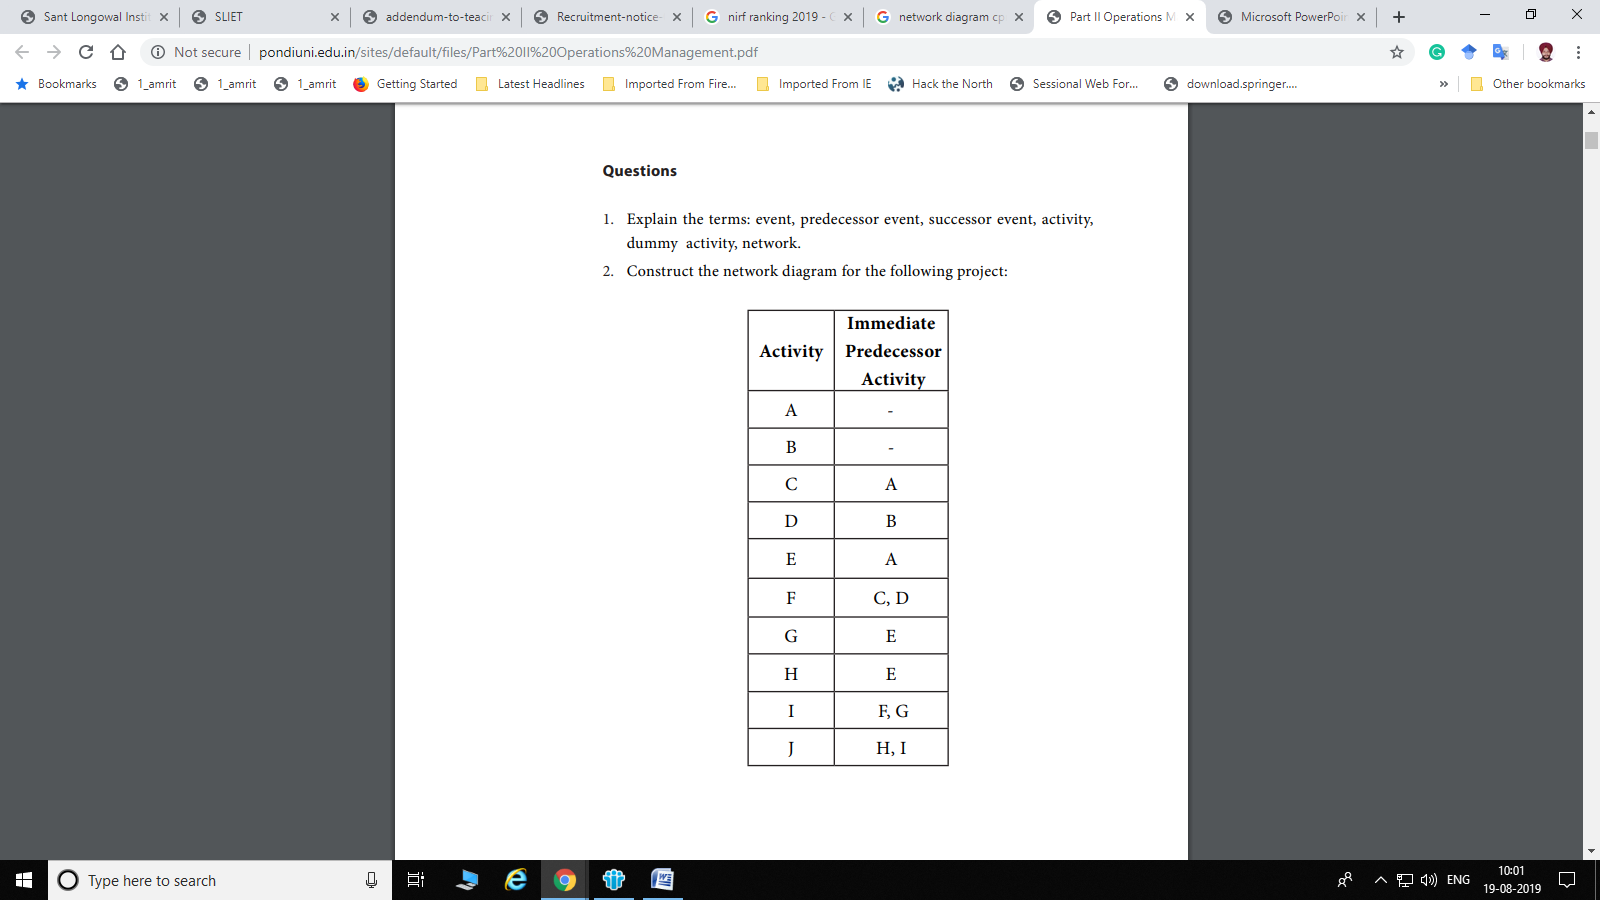 Sant Longowal Instit
SLIET
addendum-to-teacin
Recruitment-notice-
nirf ranking 2019 - G
network diagram cp
Part II Operations M
Microsoft PowerPoin
Not secure | pondiuni.edu.in/sites/default/files/Part%20II%20Operations%20Management.pdf
Bookmarks
1_amrit
1_amrit
1_amrit
Getting Started
Latest Headlines
Imported From Fire...
Imported From IE
Hack the North
Sessional Web For...
download.springer....
»
Other bookmarks
Questions
1. Explain the terms: event, predecessor event, successor event, activity,
dummy activity, network.
2. Construct the network diagram for the following project:
Activity
Immediate
Predecessor
Activity
A -
B -
C A
D B
E A
F C, D
G E
H E
I F, G
J H, I
Type here to search
ENG
10:01
19-08-2019